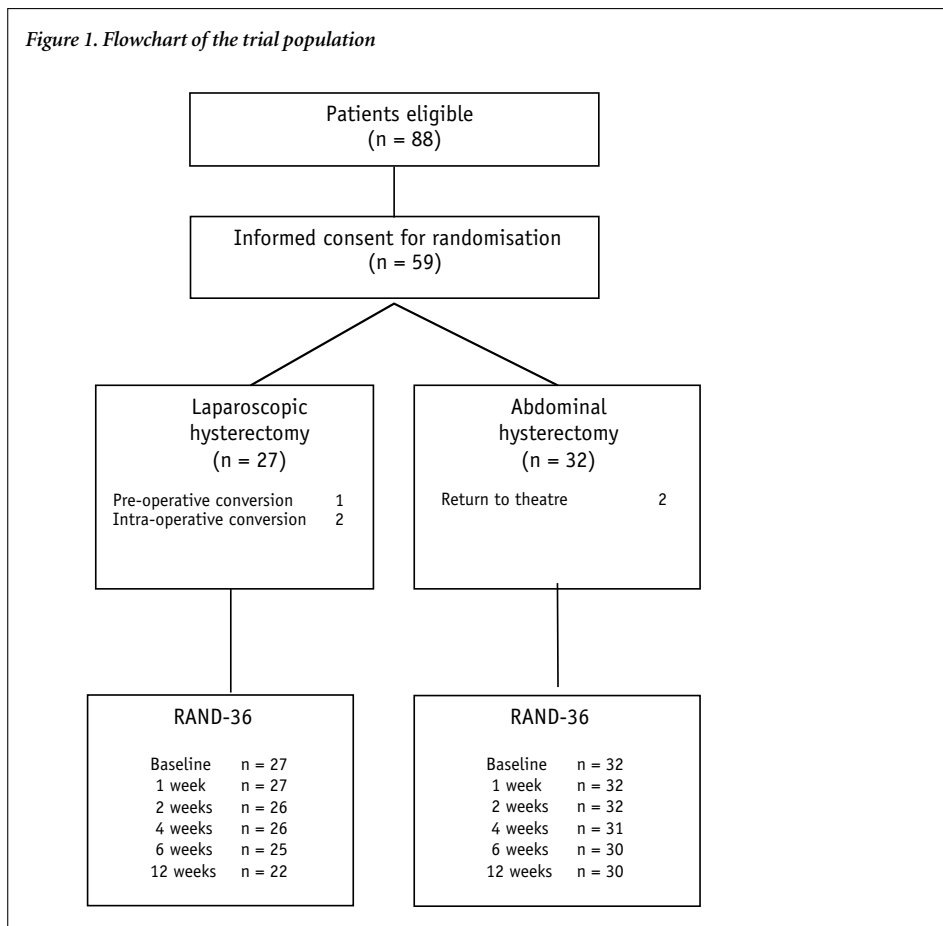 Figure 1. Flowchart of the trial population
Patients eligible
(n = 88)
Informed consent for randomisation
(n = 59)
Laparoscopic
hysterectomy
(n = 27)
Pre-operative conversion 1
Intra-operative conversion 2
Abdominal
hysterectomy
(n = 32)
Return to theatre 2
RAND-36
Baseline n = 27
1 week n = 27
2 weeks n = 26
4 weeks n = 26
6 weeks n = 25
12 weeks n = 22
RAND-36
Baseline n = 32
1 week n = 32
2 weeks n = 32
4 weeks n = 31
6 weeks n = 30
12 weeks n = 30